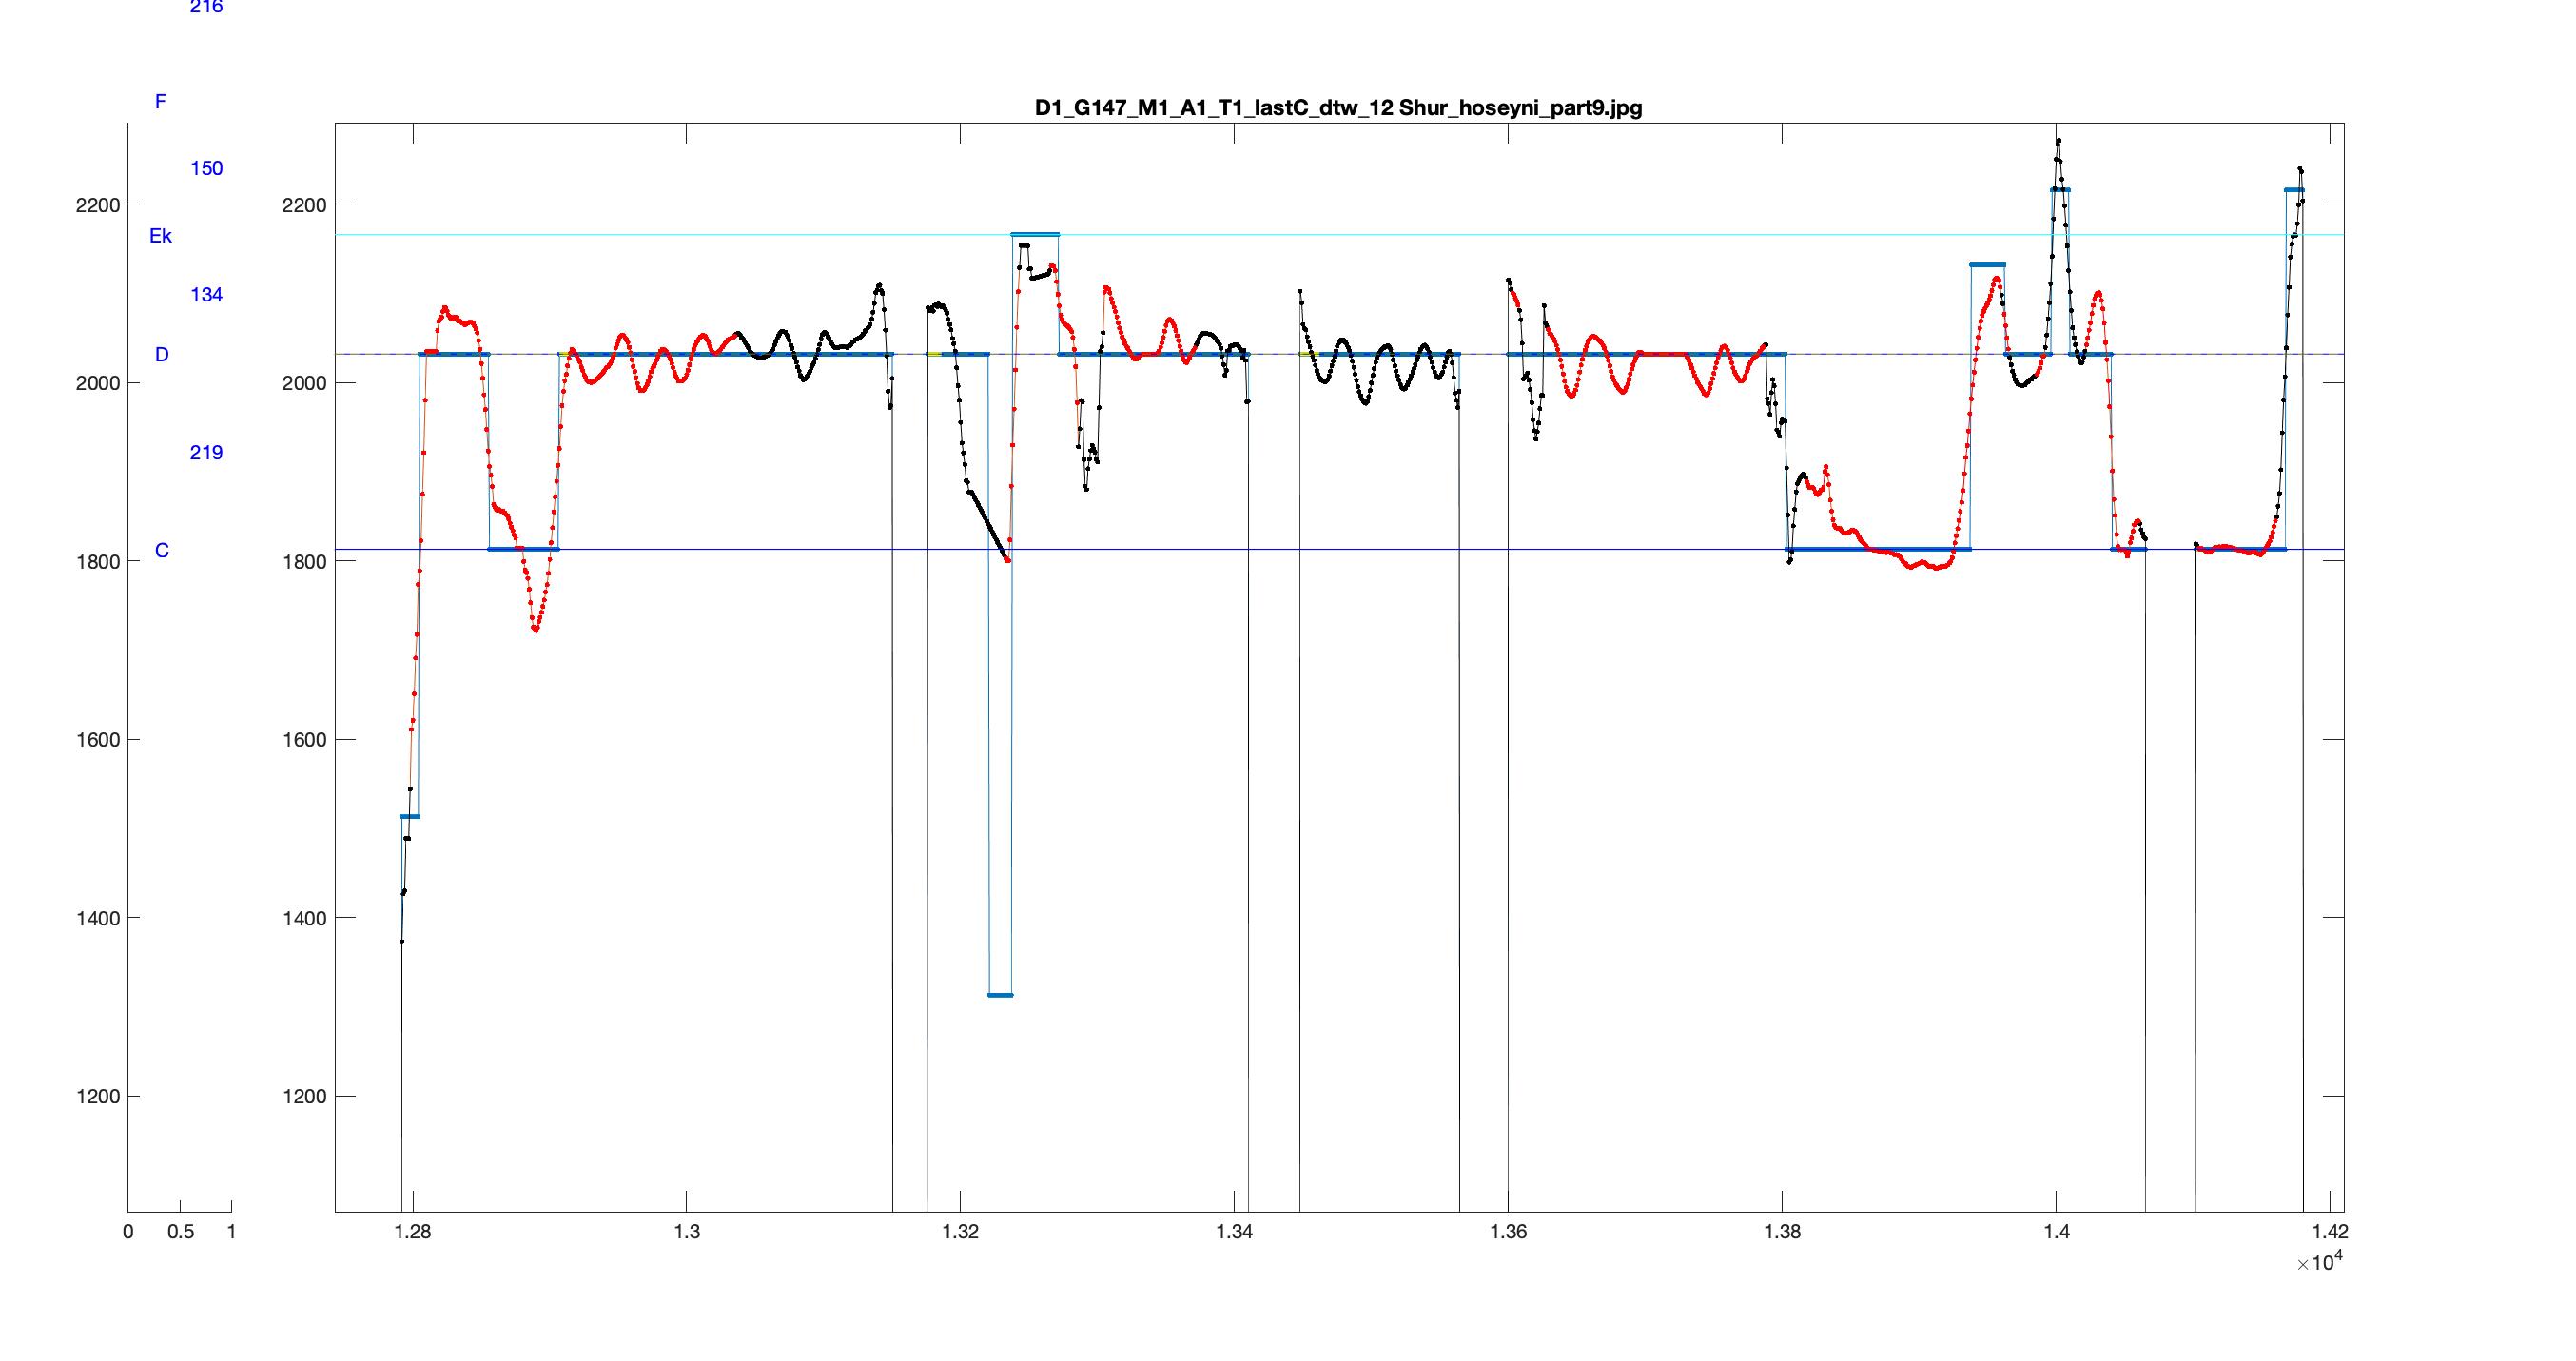 216
F
D1_G147_M1_A1_T1_lastC_dtw_12 Shur_hoseyni_part9.jpg
150
2200 2200
Ek
134
D
2000 2000
219
C
1800 1800
1600 1600
1400 1400
1200 1200
0 0.5 1 1.28 1.3 1.32 1.34 1.36 1.38 1.4 1.42
×10⁴